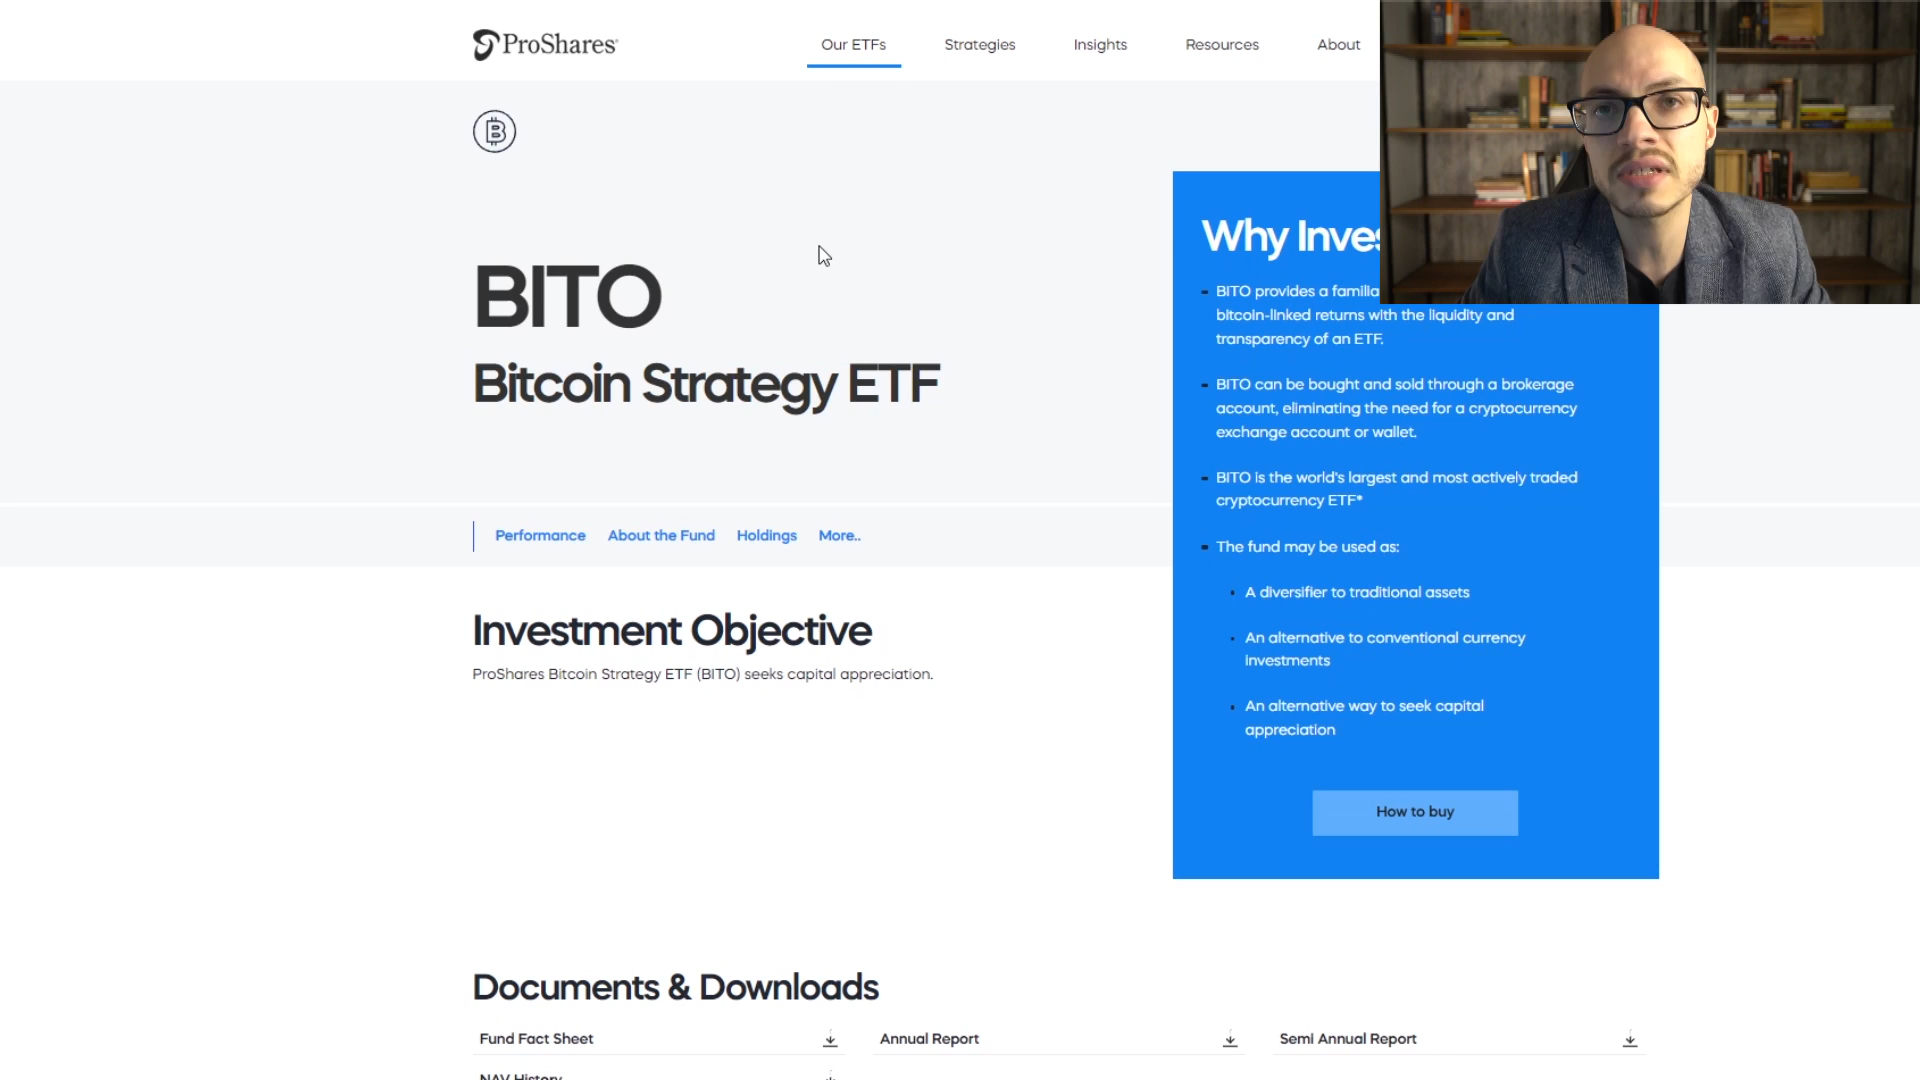 ProShares
Our ETFs
Strategies
Insights
Resources
About
BITO
Bitcoin Strategy ETF
Why Inves
- BITO provides a familia
bitcoin-linked returns with the liquidity and
transparency of an ETF.
- BITO can be bought and sold through a brokerage
account, eliminating the need for a cryptocurrency
exchange account or wallet.
- BITO is the world's largest and most actively traded
cryptocurrency ETF*
- The fund may be used as:
• A diversifier to traditional assets
• An alternative to conventional currency
investments
• An alternative way to seek capital
appreciation
How to buy
Performance
About the Fund
Holdings
More..
Investment Objective
ProShares Bitcoin Strategy ETF (BITO) seeks capital appreciation.
Documents & Downloads
Fund Fact Sheet
Annual Report
Semi Annual Report
NAV History